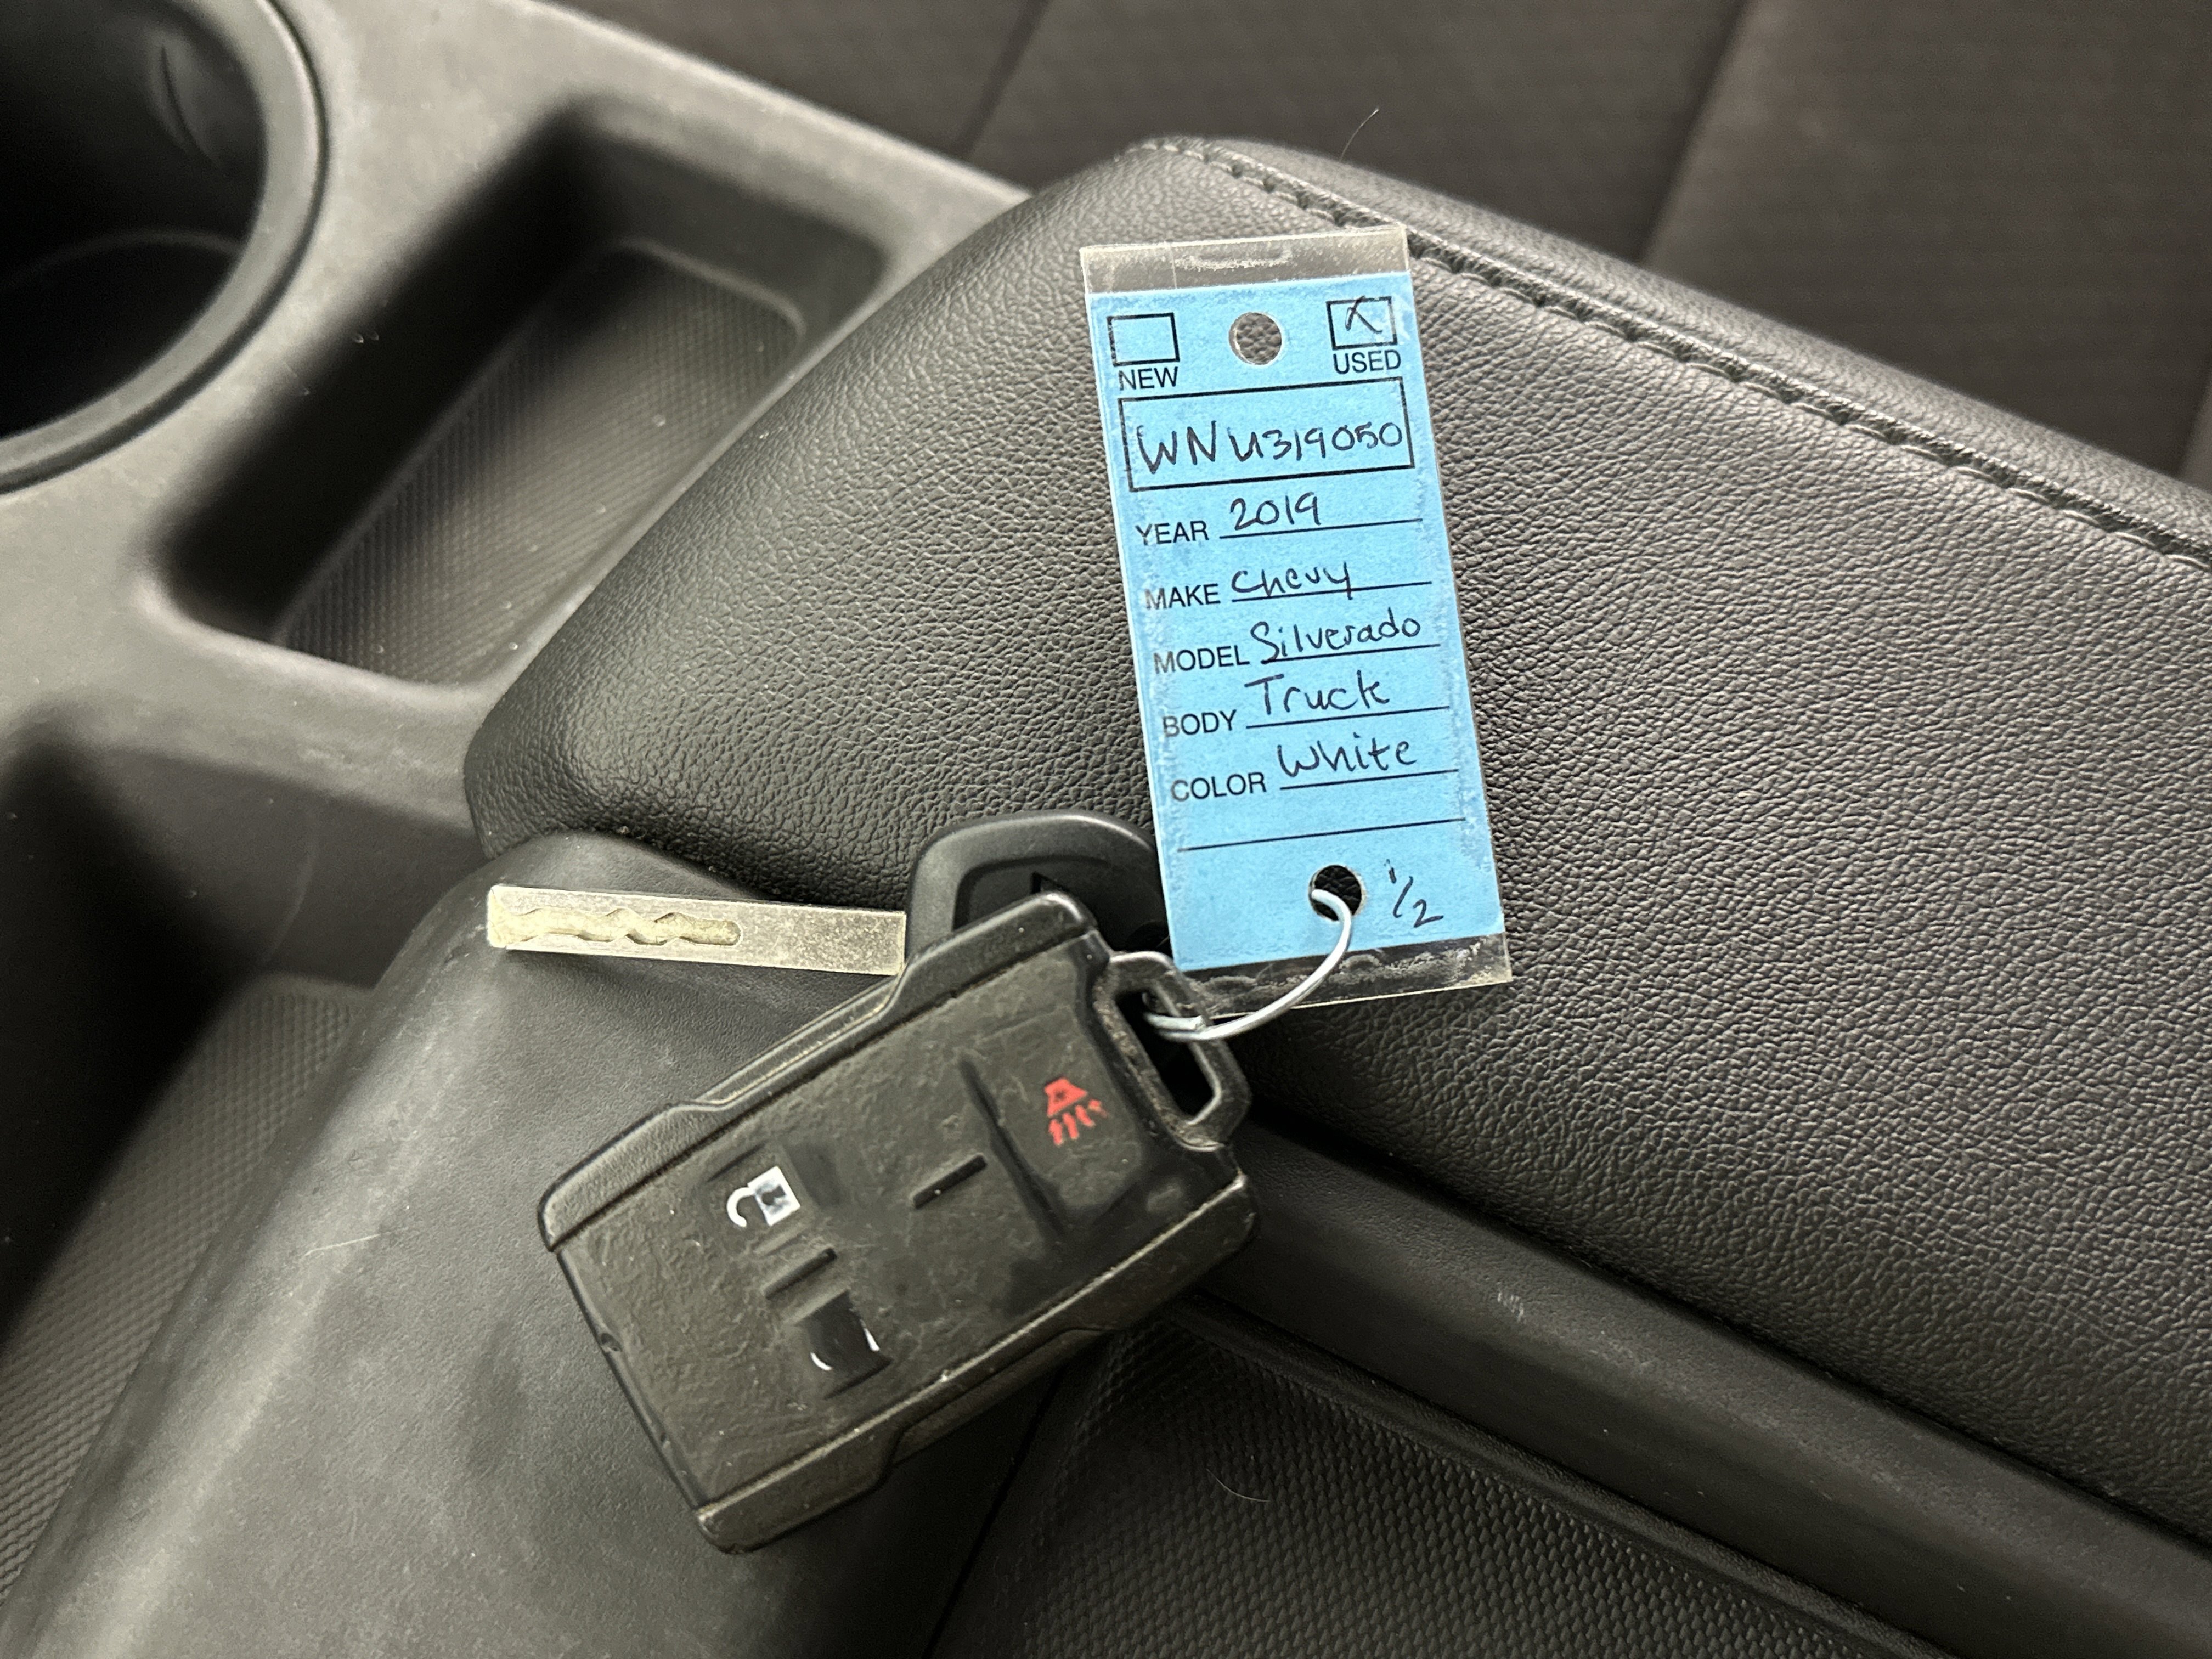 X
NEW USED
WNU319050
YEAR 2019
MAKE Chevy
MODEL Silverado
BODY Truck
COLOR White
1/2